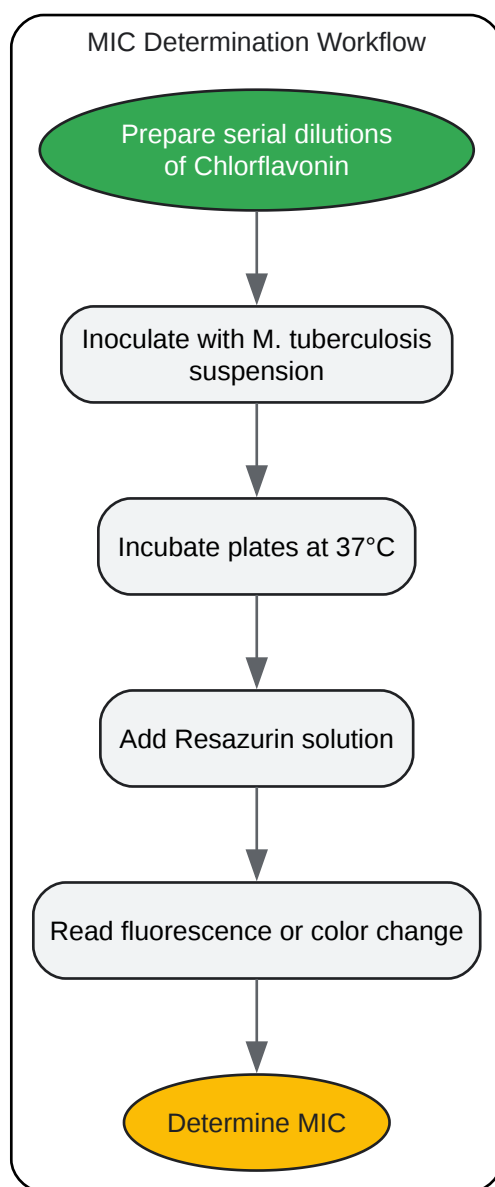 MIC Determination Workflow
Prepare serial dilutions
of Chlorflavonin
Inoculate with M. tuberculosis
suspension
Incubate plates at 37°C
Add Resazurin solution
Read fluorescence or color change
Determine MIC